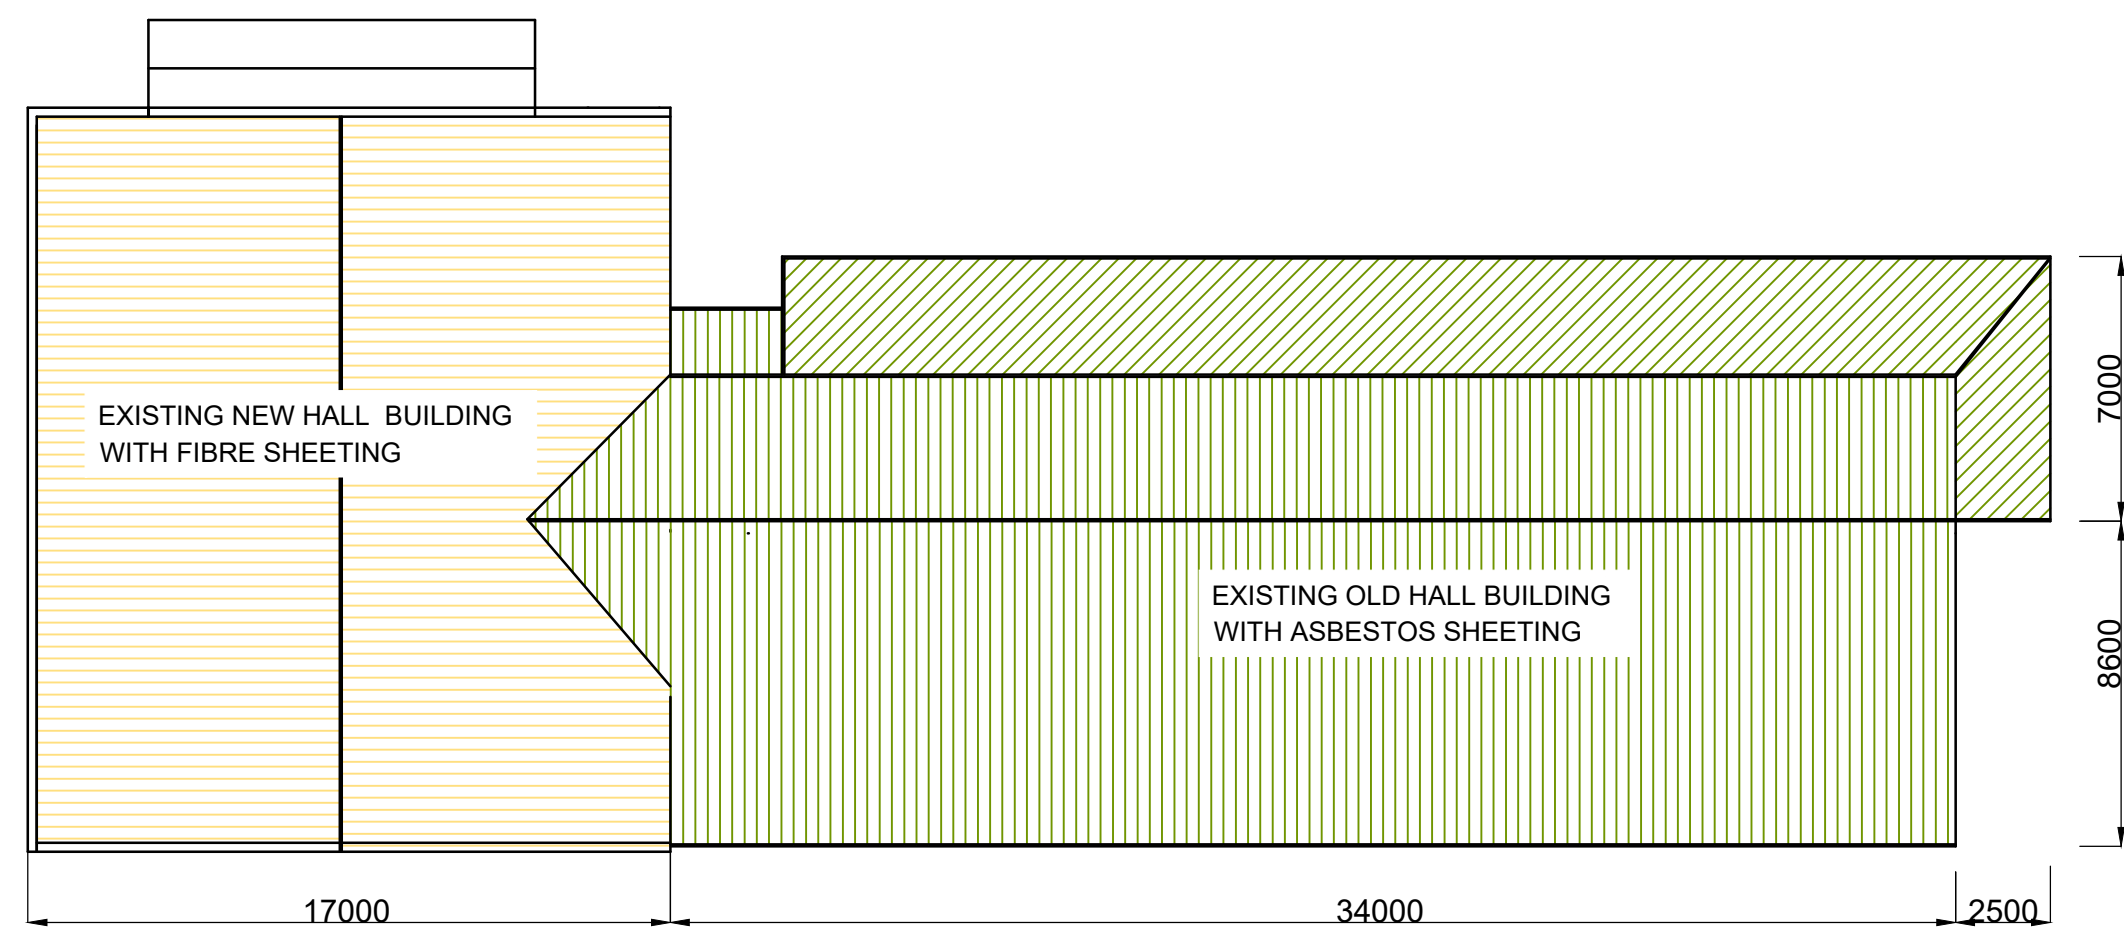 EXISTING NEW HALL BUILDING
WITH FIBRE SHEETING
7000
EXISTING OLD HALL BUILDING
WITH ASBESTOS SHEETING
8600
17000
34000
2500